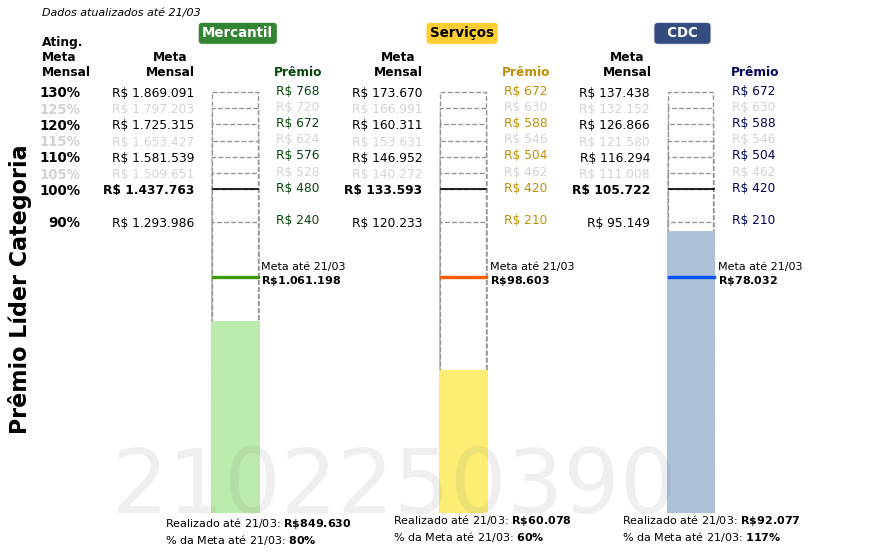 Dados atualizados até 21/03
Mercantil Serviços CDC
Ating. Meta Mensal Meta Mensal Prêmio Meta Mensal Prêmio Meta Mensal Prêmio
130% R$ 1.869.091 R$ 768 R$ 173.670 R$ 672 R$ 137.438 R$ 672
125% R$ 1.797.203 R$ 720 R$ 166.991 R$ 630 R$ 132.152 R$ 630
120% R$ 1.725.315 R$ 672 R$ 160.311 R$ 588 R$ 126.866 R$ 588
115% R$ 1.653.427 R$ 624 R$ 153.631 R$ 546 R$ 121.580 R$ 546
110% R$ 1.581.539 R$ 576 R$ 146.952 R$ 504 R$ 116.294 R$ 504
105% R$ 1.509.651 R$ 528 R$ 140.272 R$ 462 R$ 111.008 R$ 462
100% R$ 1.437.763 R$ 480 R$ 133.593 R$ 420 R$ 105.722 R$ 420
90% R$ 1.293.986 R$ 240 R$ 120.233 R$ 210 R$ 95.149 R$ 210
Meta até 21/03 Meta até 21/03 Meta até 21/03
R$1.061.198 R$98.603 R$78.032
Prêmio Líder Categoria
2102250390
Realizado até 21/03: R$849.630 Realizado até 21/03: R$60.078 Realizado até 21/03: R$92.077
% da Meta até 21/03: 80% % da Meta até 21/03: 60% % da Meta até 21/03: 117%